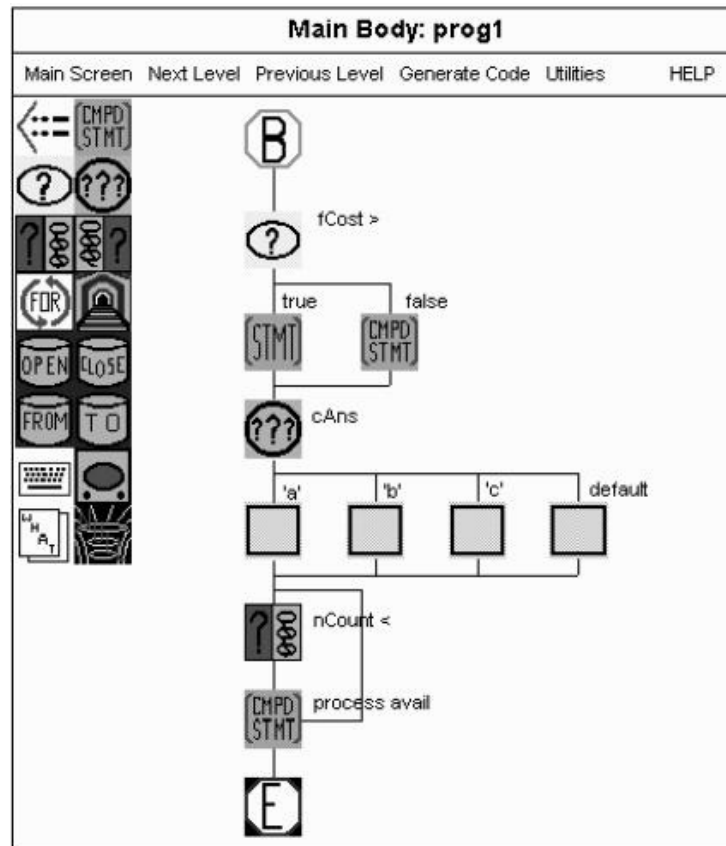 Main Body: prog1
Main Screen Next Level Previous Level Generate Code Utilities HELP
CMPD
STMT
B
?
???
? ?
fCost >
?
FOR
true
false
STMT
CMPD
STMT
OPEN
CLOSE
FROM
TO
???
cAns
'a'
'b'
'c'
default
WHAT
?
nCount <
CMPD
STMT
process avail
E